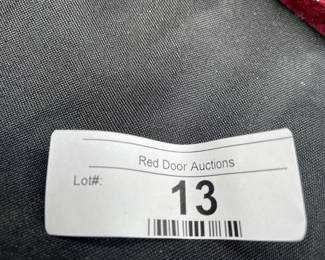 Red Door Auctions
Lot#: 13